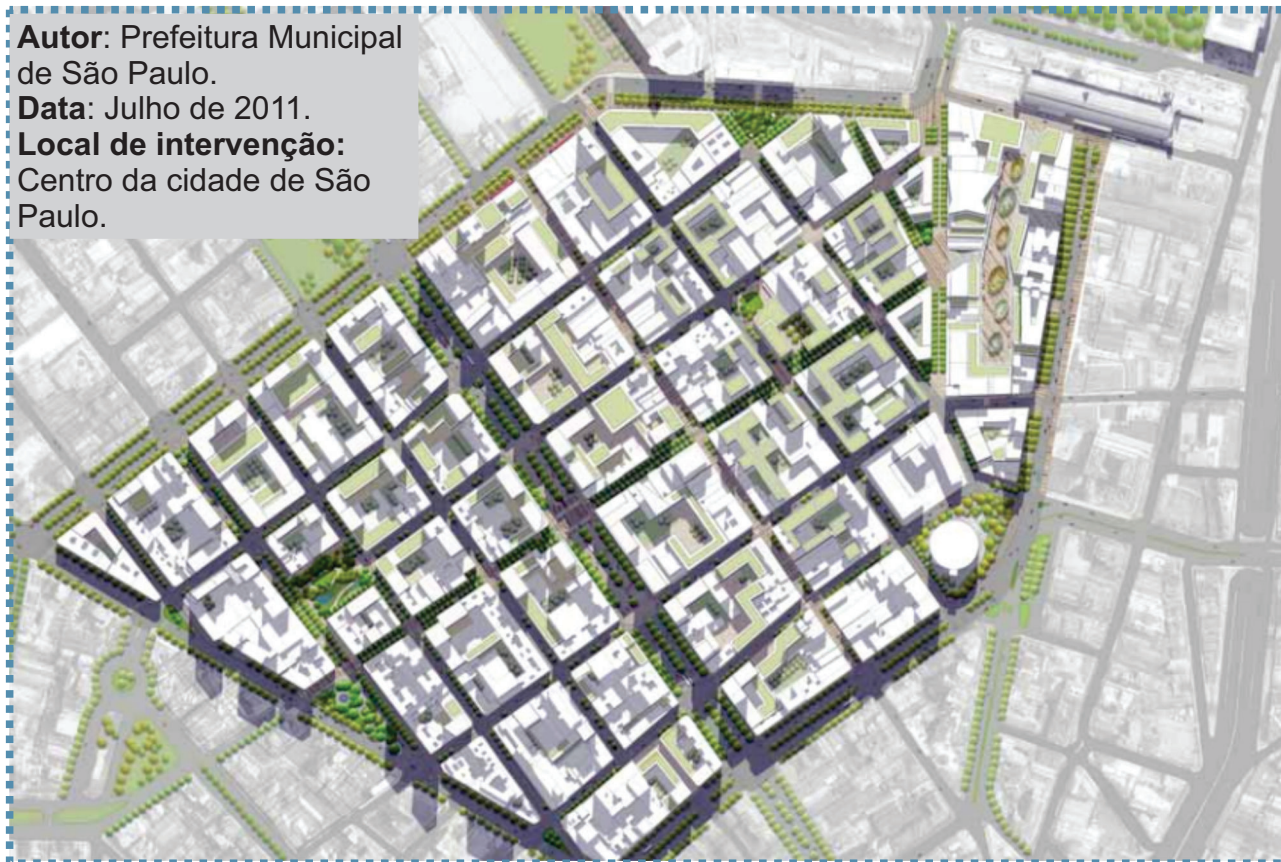 Autor: Prefeitura Municipal
de São Paulo.
Data: Julho de 2011.
Local de intervenção:
Centro da cidade de São
Paulo.